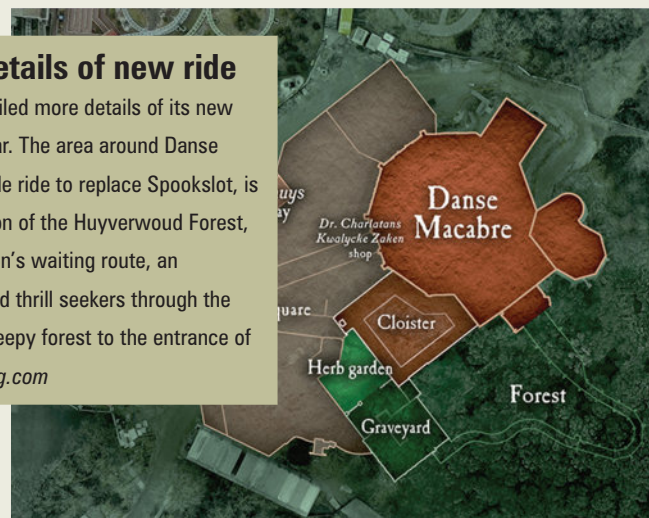 etails of new ride
iled more details of its new
ar. The area around Danse
le ride to replace Spookslot, is
on of the Huyverwoud Forest,
n's waiting route, an
d thrill seekers through the
eepy forest to the entrance of
g.com
uys
ay
Dr. Charlatans
Kwalycke Zaken
shop
Danse
Macabre
uare
Cloister
Herb garden
Graveyard
Forest